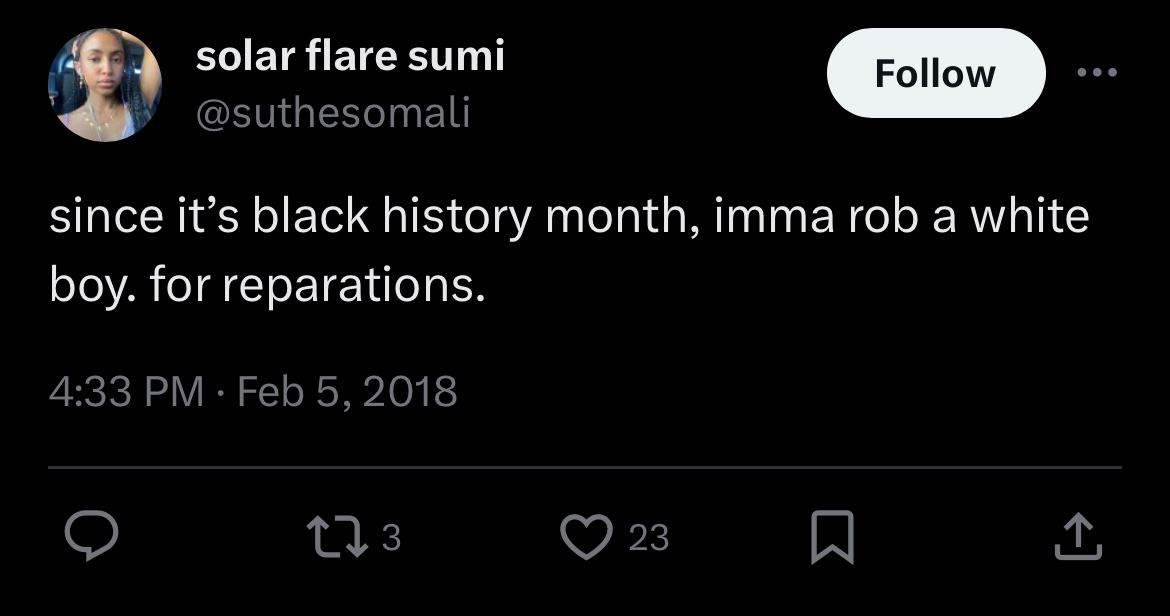 solar flare sumi
Follow
@suthesomali
since it’s black history month, imma rob a white
boy. for reparations.
4:33 PM · Feb 5, 2018
3
23